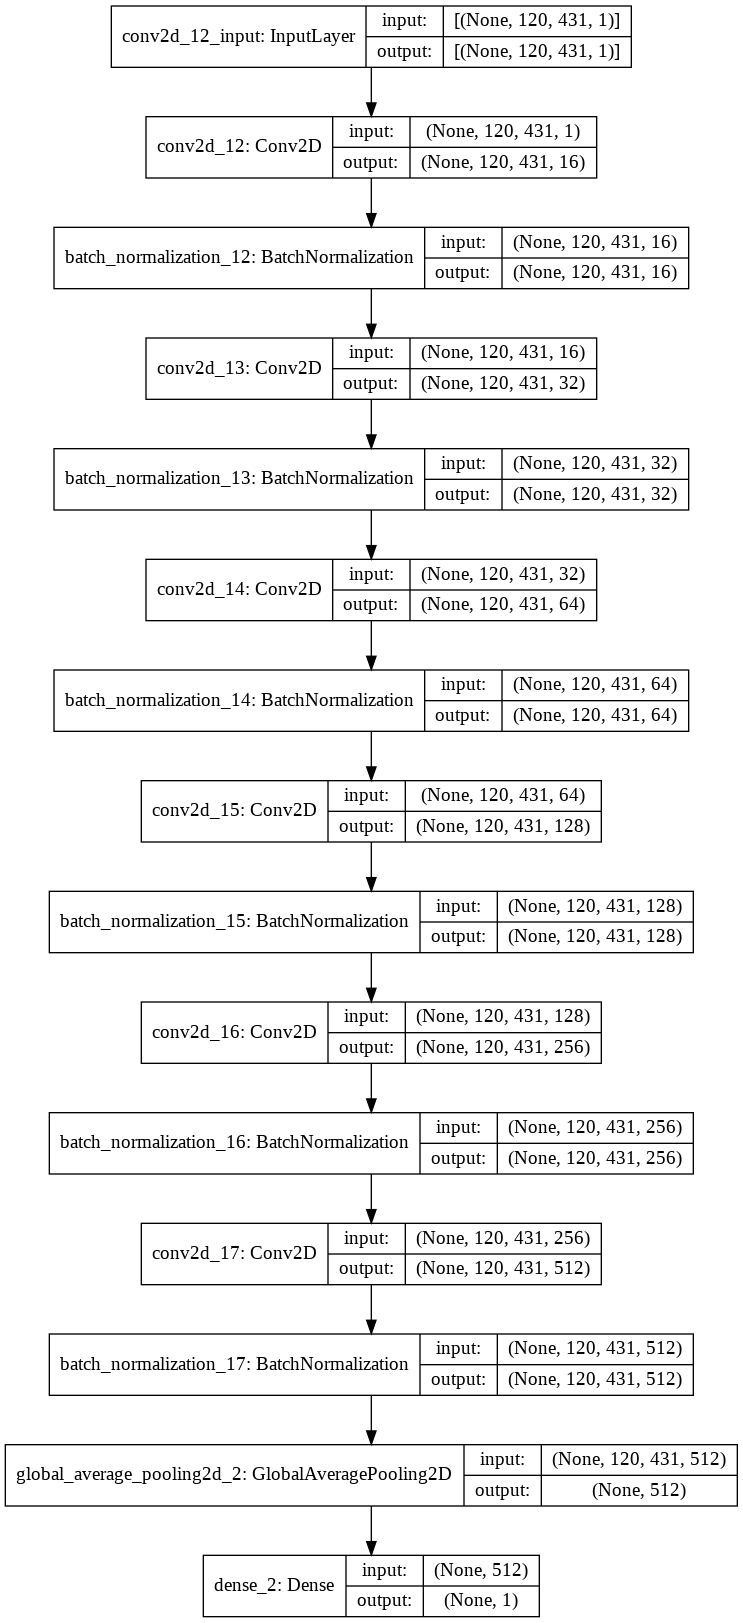 conv2d_12_input: InputLayer
input: [(None, 120, 431, 1)]
output: [(None, 120, 431, 1)]
conv2d_12: Conv2D
input: (None, 120, 431, 1)
output: (None, 120, 431, 16)
batch_normalization_12: BatchNormalization
input: (None, 120, 431, 16)
output: (None, 120, 431, 16)
conv2d_13: Conv2D
input: (None, 120, 431, 16)
output: (None, 120, 431, 32)
batch_normalization_13: BatchNormalization
input: (None, 120, 431, 32)
output: (None, 120, 431, 32)
conv2d_14: Conv2D
input: (None, 120, 431, 32)
output: (None, 120, 431, 64)
batch_normalization_14: BatchNormalization
input: (None, 120, 431, 64)
output: (None, 120, 431, 64)
conv2d_15: Conv2D
input: (None, 120, 431, 64)
output: (None, 120, 431, 128)
batch_normalization_15: BatchNormalization
input: (None, 120, 431, 128)
output: (None, 120, 431, 128)
conv2d_16: Conv2D
input: (None, 120, 431, 128)
output: (None, 120, 431, 256)
batch_normalization_16: BatchNormalization
input: (None, 120, 431, 256)
output: (None, 120, 431, 256)
conv2d_17: Conv2D
input: (None, 120, 431, 256)
output: (None, 120, 431, 512)
batch_normalization_17: BatchNormalization
input: (None, 120, 431, 512)
output: (None, 120, 431, 512)
global_average_pooling2d_2: GlobalAveragePooling2D
input: (None, 120, 431, 512)
output: (None, 512)
dense_2: Dense
input: (None, 512)
output: (None, 1)